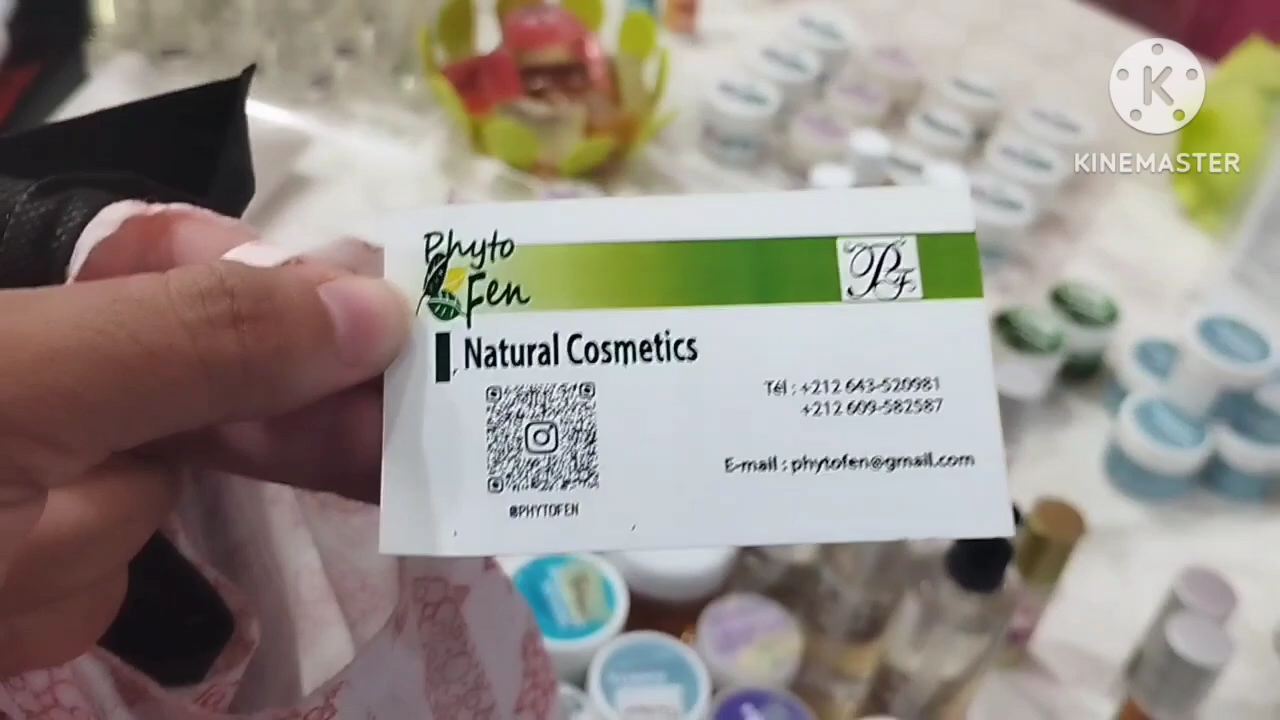 KINEMASTER
Phyto
Fen
PF
Natural Cosmetics
Tél : +212 643-520981
+212 609-582587
E-mail : phytofen@gmail.com
@PHYTOFEN